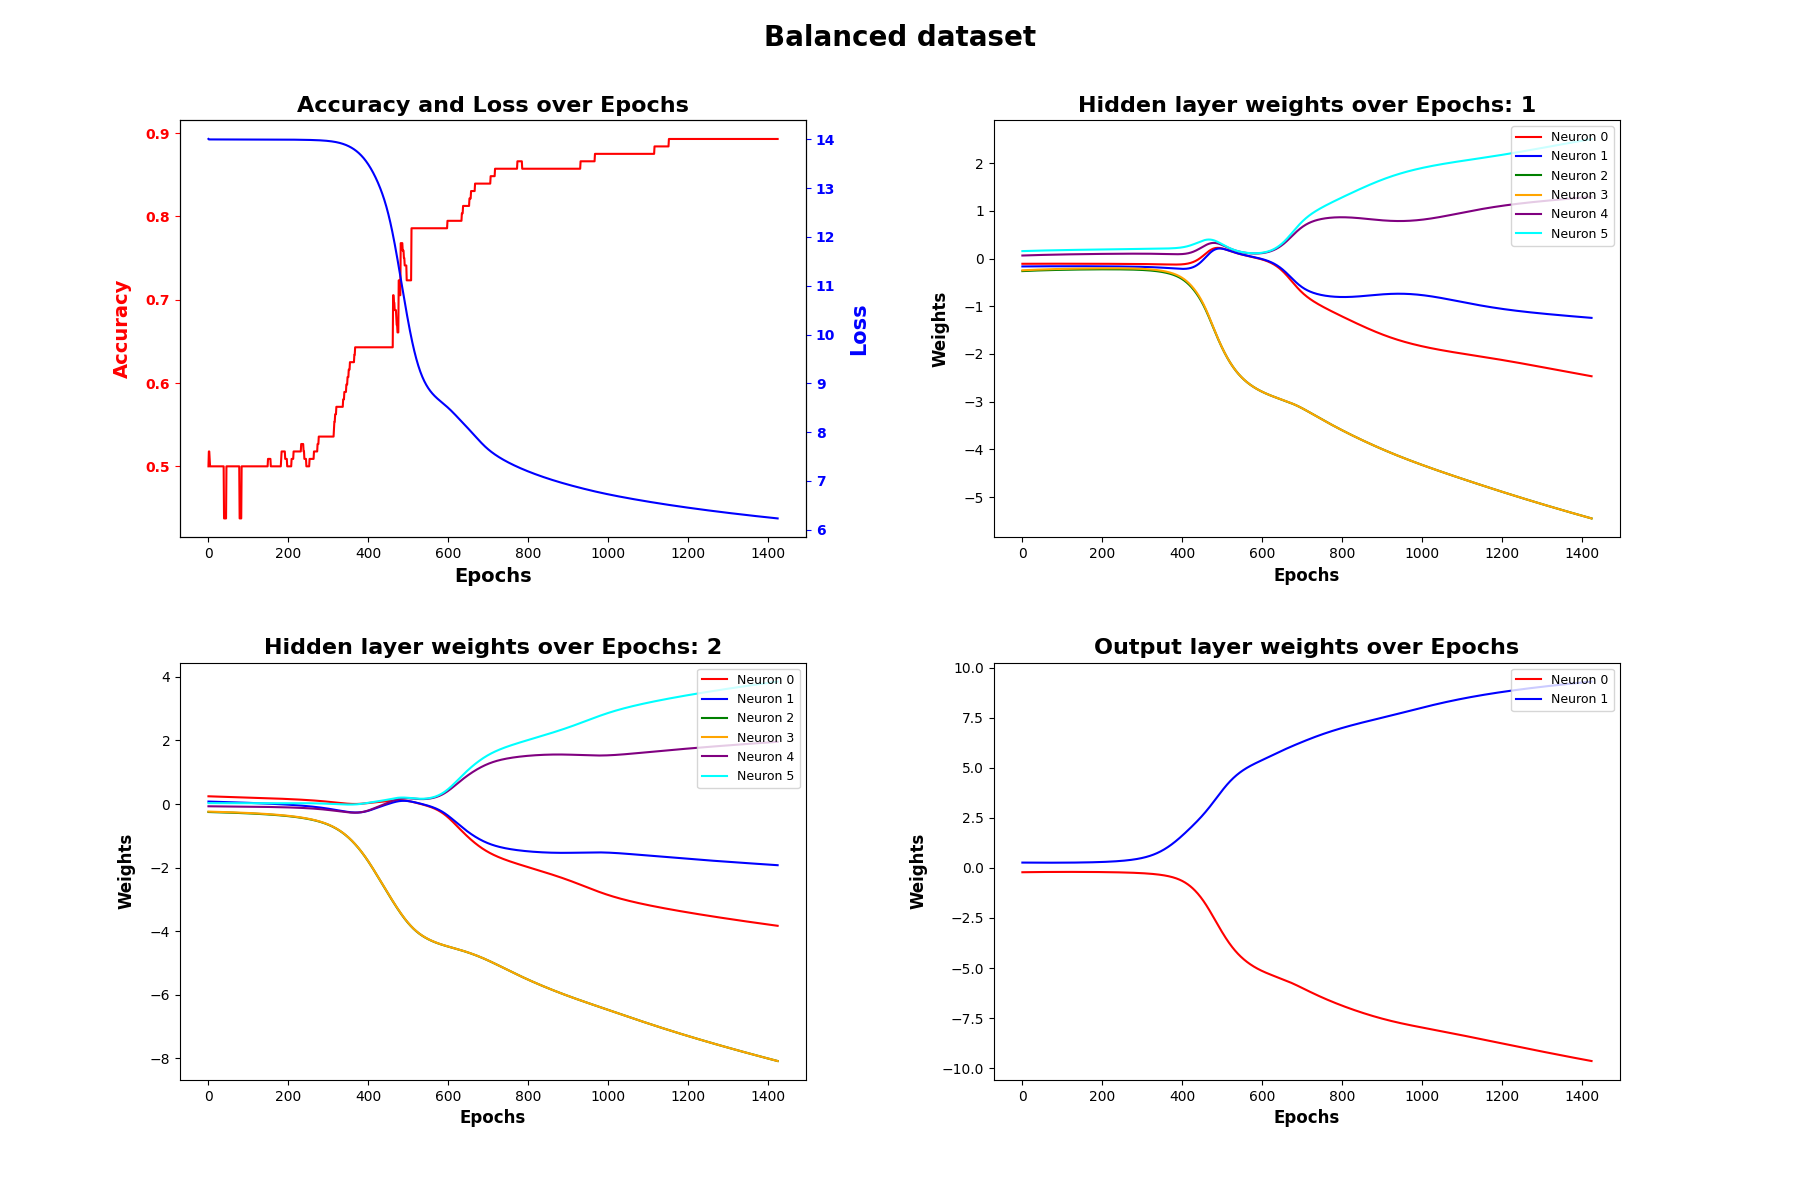 Balanced dataset
Accuracy and Loss over Epochs
0.9
0.8
0.7
0.6
0.5
Accuracy
14
13
12
11
10
9
8
7
6
Loss
0 200 400 600 800 1000 1200 1400
Epochs
Hidden layer weights over Epochs: 1
2
1
0
−1
−2
−3
−4
−5
Weights
Neuron 0
Neuron 1
Neuron 2
Neuron 3
Neuron 4
Neuron 5
0 200 400 600 800 1000 1200 1400
Epochs
Hidden layer weights over Epochs: 2
4
2
0
−2
−4
−6
−8
Weights
Neuron 0
Neuron 1
Neuron 2
Neuron 3
Neuron 4
Neuron 5
0 200 400 600 800 1000 1200 1400
Epochs
Output layer weights over Epochs
10.0
7.5
5.0
2.5
0.0
−2.5
−5.0
−7.5
−10.0
Weights
Neuron 0
Neuron 1
0 200 400 600 800 1000 1200 1400
Epochs